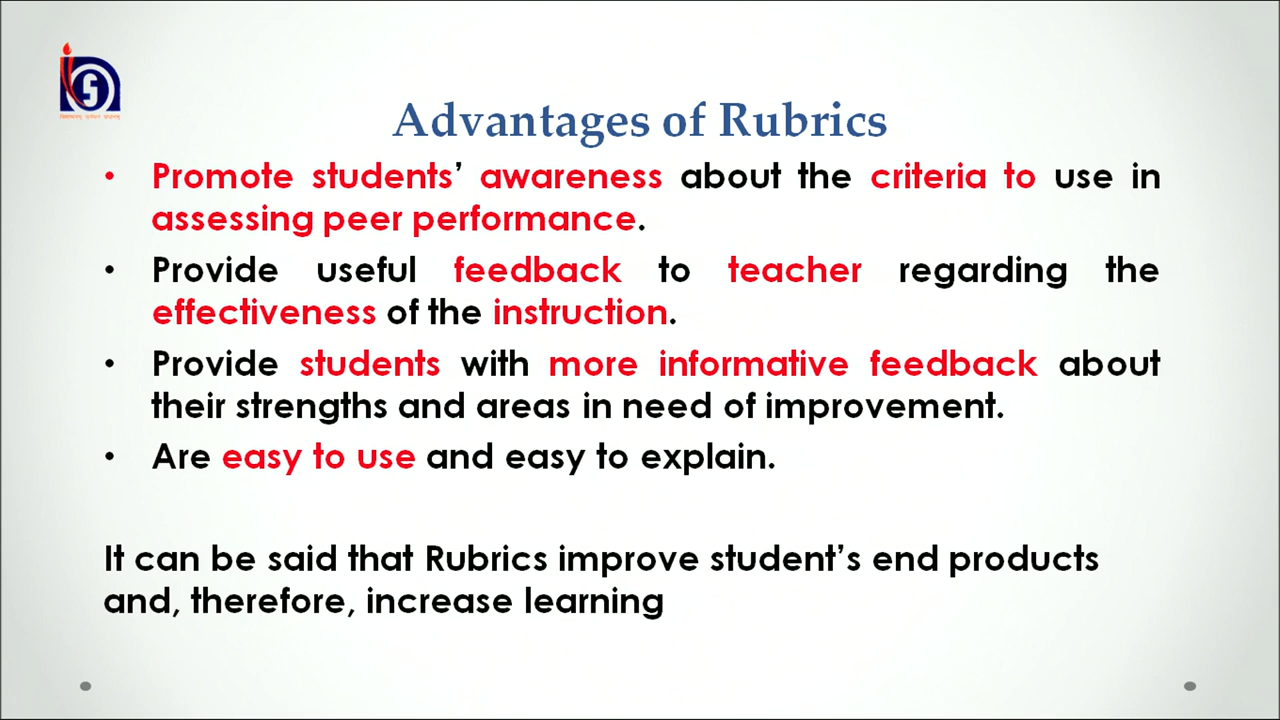 Advantages of Rubrics
• Promote students’ awareness about the criteria to use in
assessing peer performance.
• Provide useful feedback to teacher regarding the
effectiveness of the instruction.
• Provide students with more informative feedback about
their strengths and areas in need of improvement.
• Are easy to use and easy to explain.
It can be said that Rubrics improve student’s end products
and, therefore, increase learning